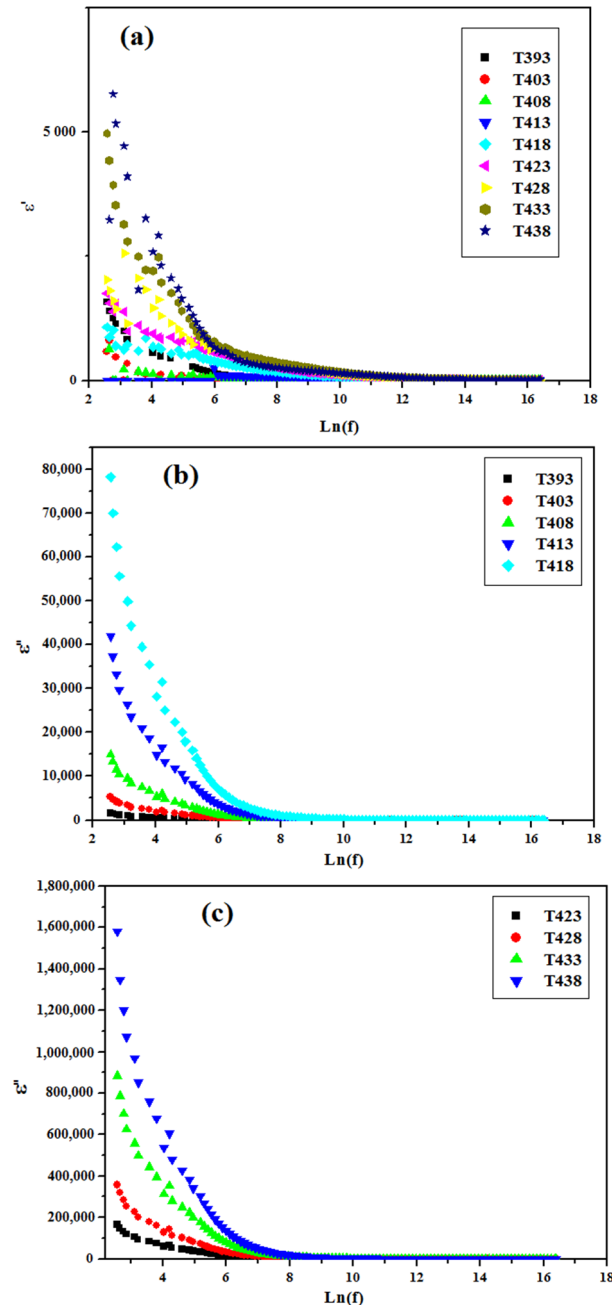 (a)
T393
T403
T408
T413
T418
T423
T428
T433
T438
5 000
0
ε'
2 4 6 8 10 12 14 16 18
Ln(f)
(b)
T393
T403
T408
T413
T418
80,000
70,000
60,000
50,000
40,000
30,000
20,000
10,000
0
ε"
2 4 6 8 10 12 14 16 18
Ln(f)
(c)
T423
T428
T433
T438
1,800,000
1,600,000
1,400,000
1,200,000
1,000,000
800,000
600,000
400,000
200,000
0
ε"
4 6 8 10 12 14 16 18
Ln(f)